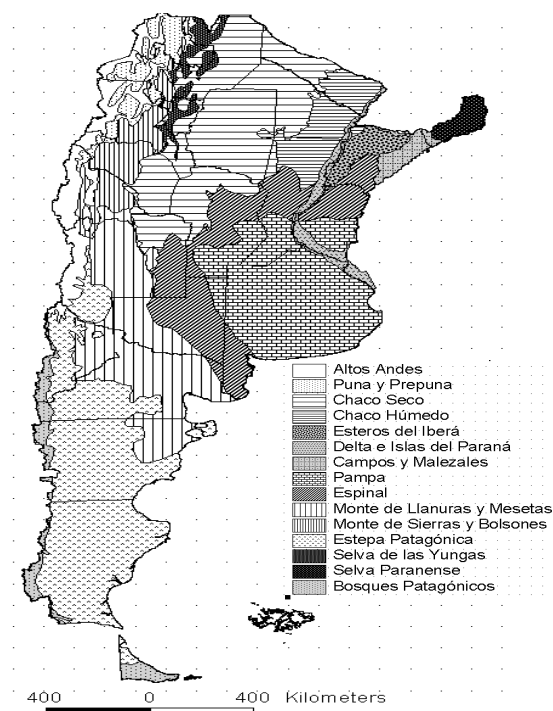 Altos Andes
Puna y Prepuna
Chaco Seco
Chaco Húmedo
Esteros del Iberá
Delta e Islas del Paraná
Campos y Malezales
Pampa
Espinal
Monte de Llanuras y Mesetas
Monte de Sierras y Bolsones
Estepa Patagónica
Selva de las Yungas
Selva Paranense
Bosques Patagónicos
400 0 400 Kilometers